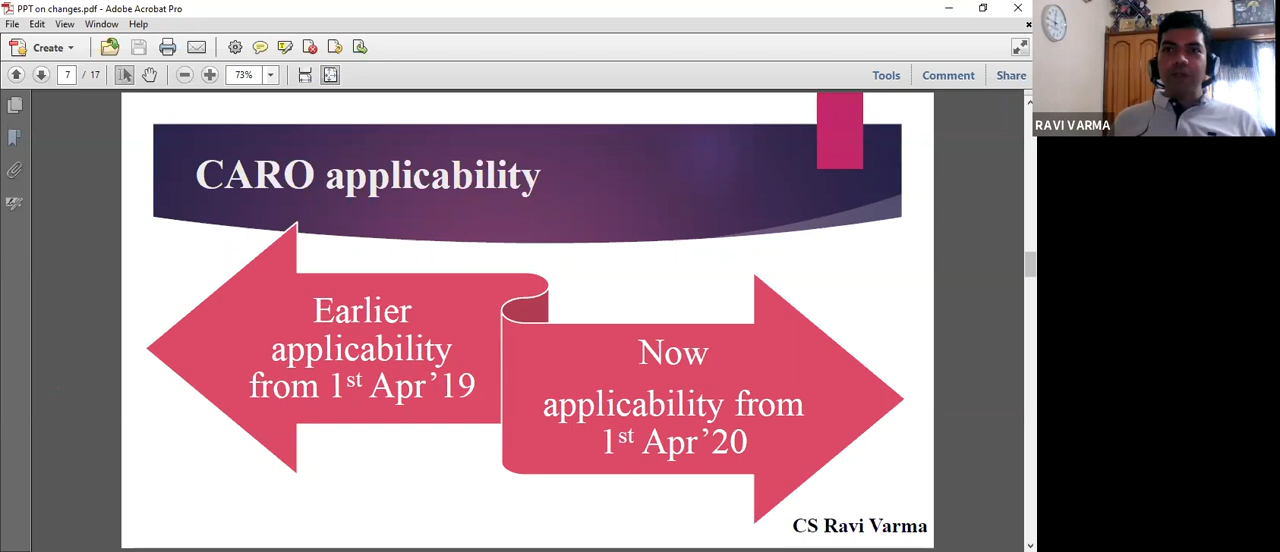 PPT on changes.pdf - Adobe Acrobat Pro
File Edit View Window Help
Create
7 / 17
73%
Tools Comment Share
RAVI VARMA
CARO applicability
Earlier
applicability
from 1st Apr'19
Now
applicability from
1st Apr'20
CS Ravi Varma